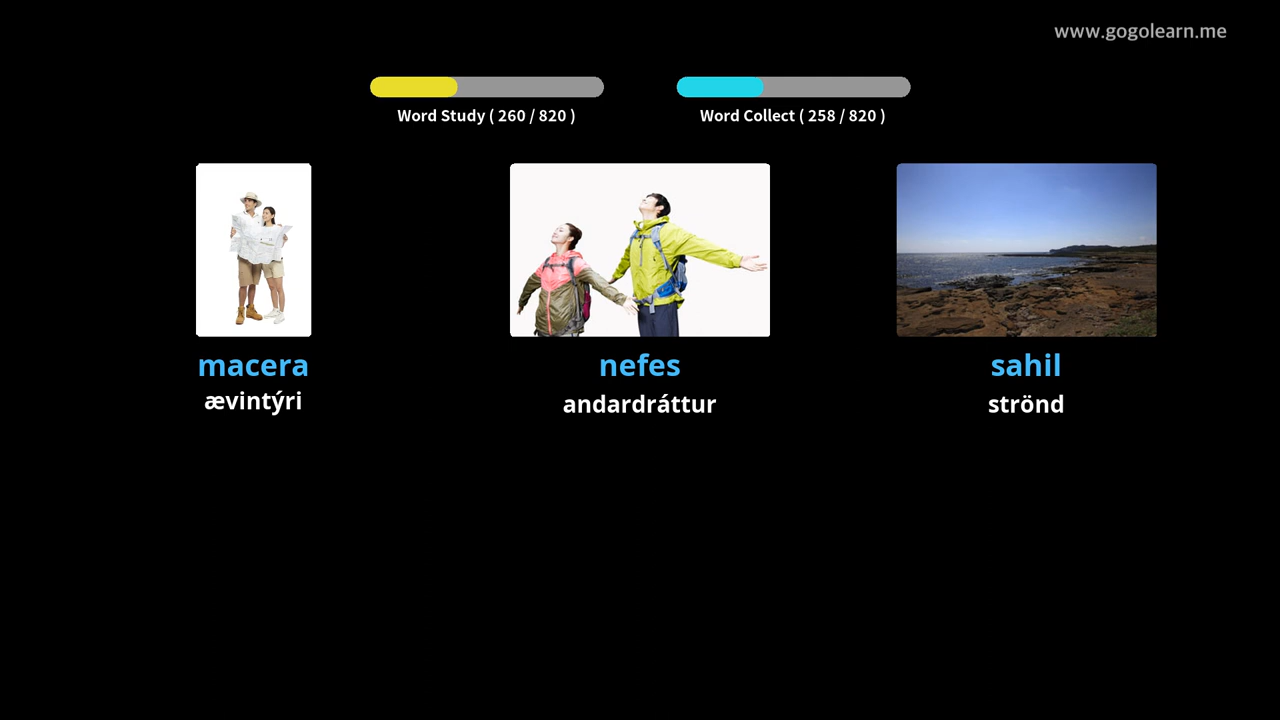 www.gogolearn.me
Word Study ( 260 / 820 )
Word Collect ( 258 / 820 )
macera
ævintýri
nefes
andardráttur
sahil
strönd